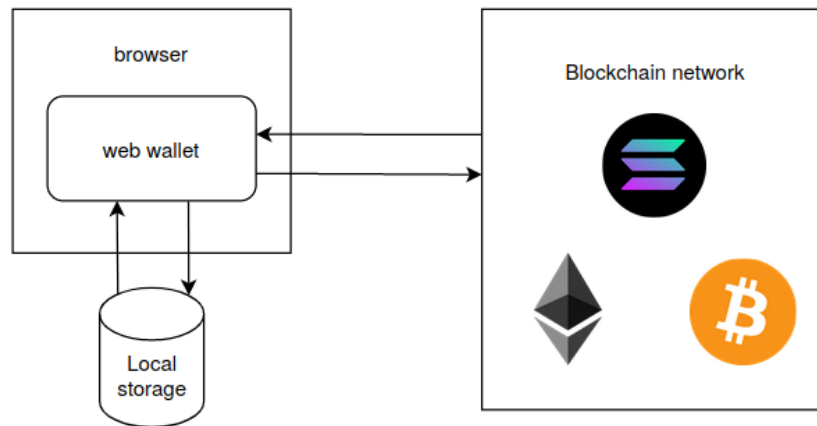 browser
Blockchain network
web wallet
Local
storage